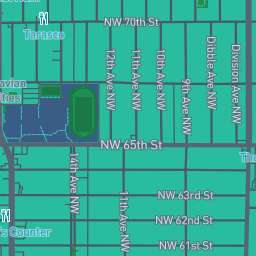 NW 70th St
Tarasco
12th Ave NW
11th Ave NW
10th Ave NW
9th Ave NW
Dibble Ave NW
Division Ave NW
NW 65th St
14th Ave NW
11th Ave NW
NW 63rd St
NW 62nd St
NW 61st St
Counter